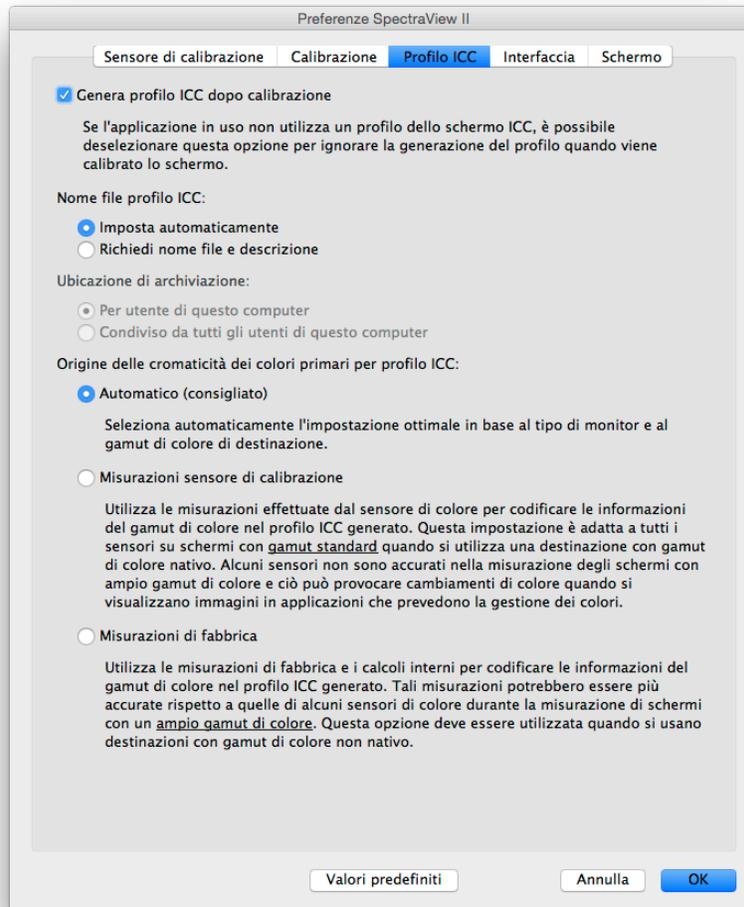 Preferenze SpectraView II
Sensore di calibrazione
Calibrazione
Profilo ICC
Interfaccia
Schermo
Genera profilo ICC dopo calibrazione
Se l'applicazione in uso non utilizza un profilo dello schermo ICC, è possibile
deselezionare questa opzione per ignorare la generazione del profilo quando viene
calibrato lo schermo.
Nome file profilo ICC:
Imposta automaticamente
Richiedi nome file e descrizione
Ubicazione di archiviazione:
Per utente di questo computer
Condiviso da tutti gli utenti di questo computer
Origine delle cromaticità dei colori primari per profilo ICC:
Automatico (consigliato)
Seleziona automaticamente l'impostazione ottimale in base al tipo di monitor e al
gamut di colore di destinazione.
Misurazioni sensore di calibrazione
Utilizza le misurazioni effettuate dal sensore di colore per codificare le informazioni
del gamut di colore nel profilo ICC generato. Questa impostazione è adatta a tutti i
sensori su schermi con gamut standard quando si utilizza una destinazione con gamut
di colore nativo. Alcuni sensori non sono accurati nella misurazione degli schermi con
ampio gamut di colore e ciò può provocare cambiamenti di colore quando si
visualizzano immagini in applicazioni che prevedono la gestione dei colori.
Misurazioni di fabbrica
Utilizza le misurazioni di fabbrica e i calcoli interni per codificare le informazioni del
gamut di colore nel profilo ICC generato. Tali misurazioni potrebbero essere più
accurate rispetto a quelle di alcuni sensori di colore durante la misurazione di schermi
con un ampio gamut di colore. Questa opzione deve essere utilizzata quando si usano
destinazioni con gamut di colore non nativo.
Valori predefiniti
Annulla
OK